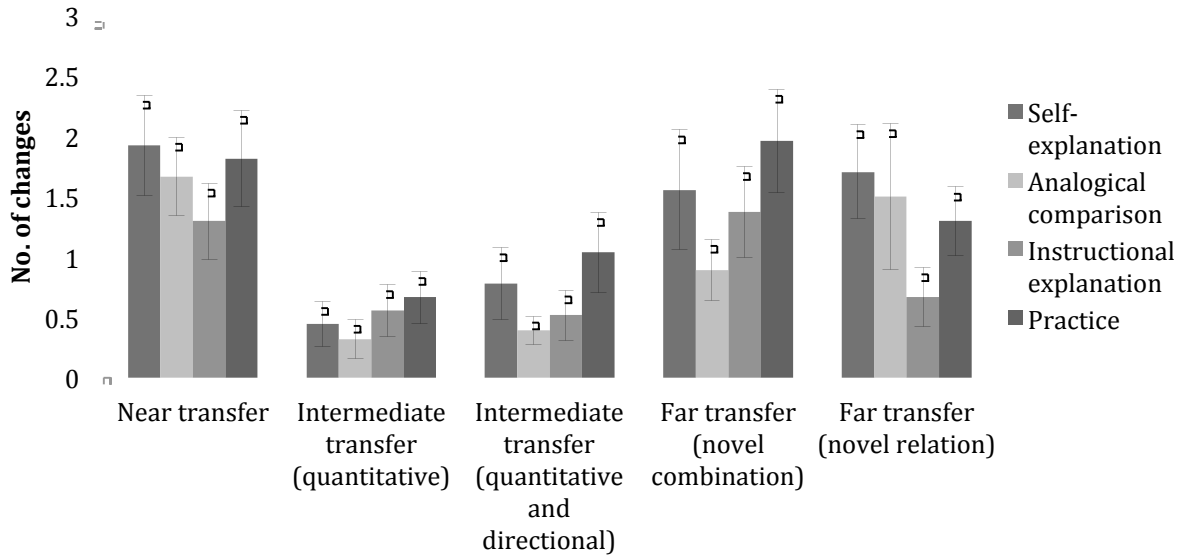 3
2.5
2
1.5
1
0.5
0
No. of changes
Near transfer
Intermediate
transfer
(quantitative)
Intermediate
transfer
(quantitative
and
directional)
Far transfer
(novel
combination)
Far transfer
(novel relation)
Self-
explanation
Analogical
comparison
Instructional
explanation
Practice